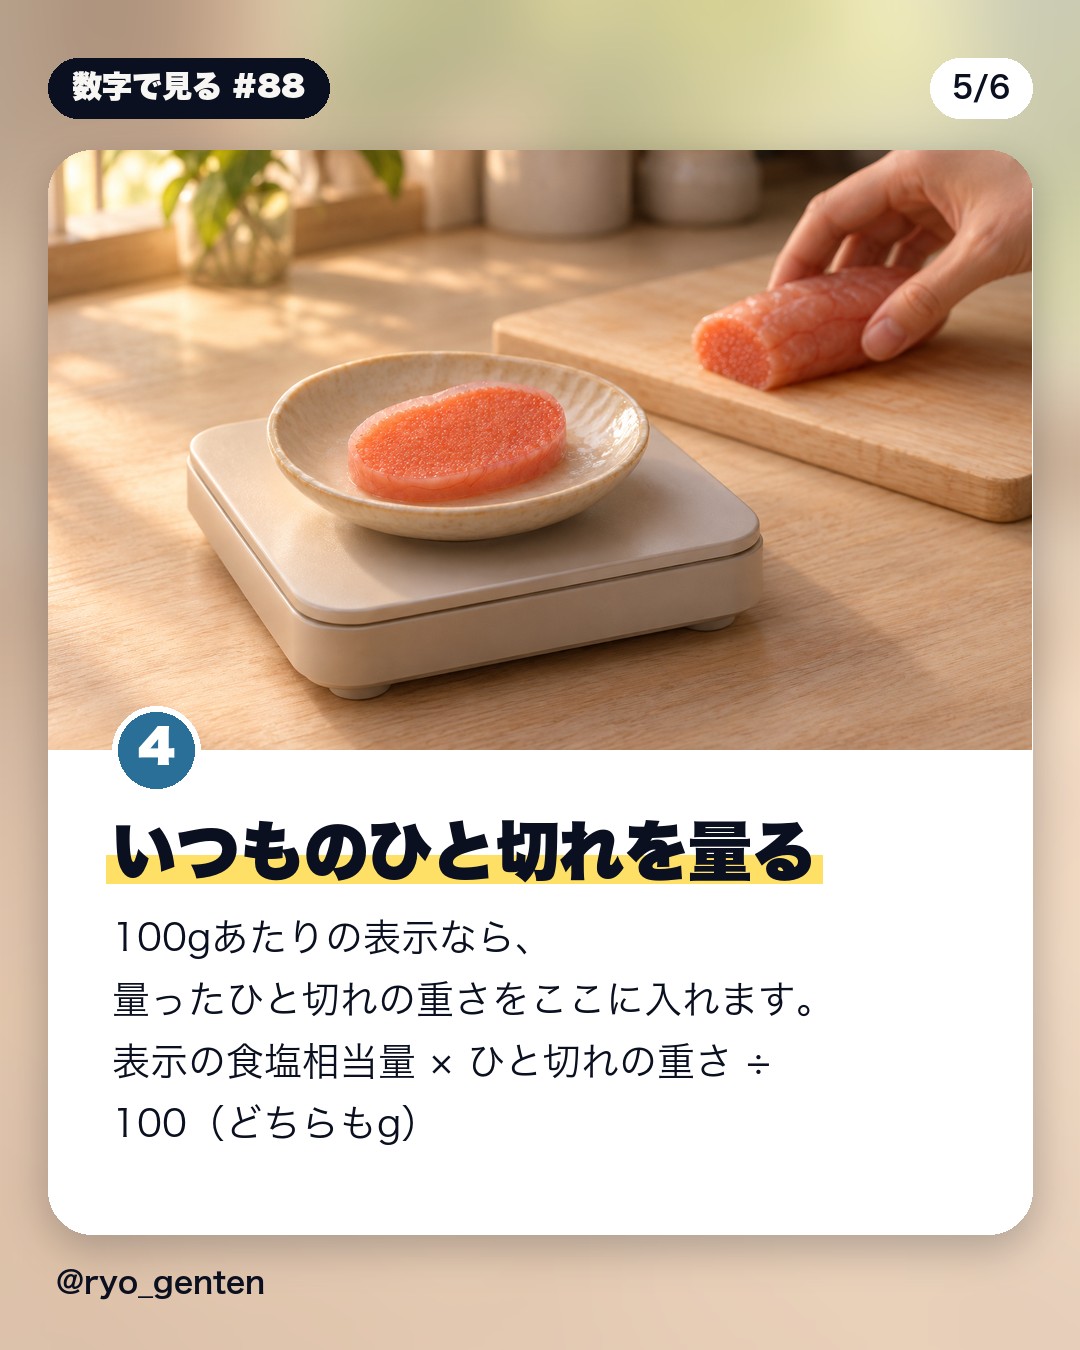 数字で見る #88
5/6
4
いつものひと切れを量る
100gあたりの表示なら、
量ったひと切れの重さをここに入れます。
表示の食塩相当量 × ひと切れの重さ ÷
100（どちらもg）
@ryo_genten